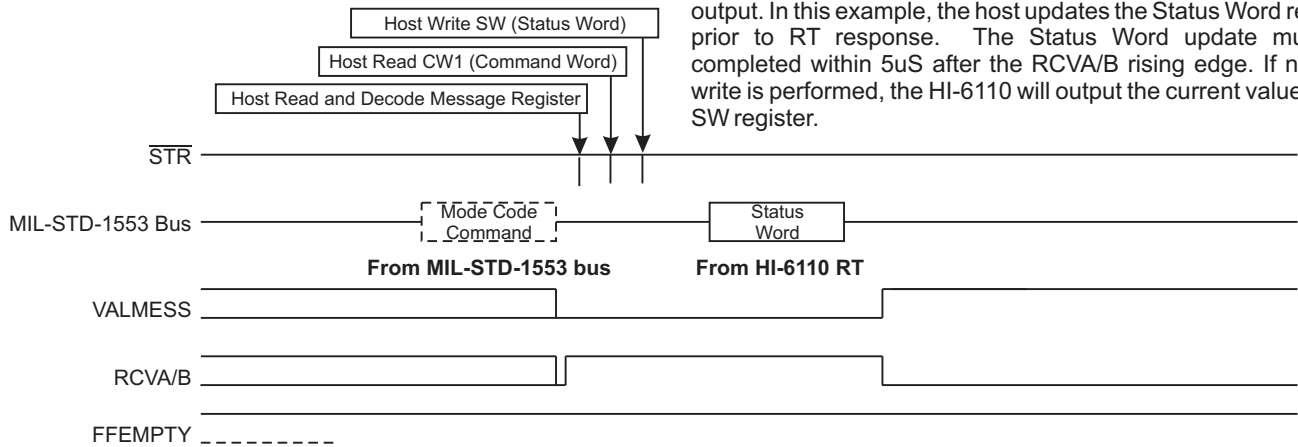 output. In this example, the host updates the Status Word re
prior to RT response. The Status Word update mu
completed within 5uS after the RCVA/B rising edge. If n
write is performed, the HI-6110 will output the current value
SW register.
Host Write SW (Status Word)
Host Read CW1 (Command Word)
Host Read and Decode Message Register
STR
MIL-STD-1553 Bus
Mode Code
Command
Status
Word
From MIL-STD-1553 bus
From HI-6110 RT
VALMESS
RCVA/B
FFEMPTY